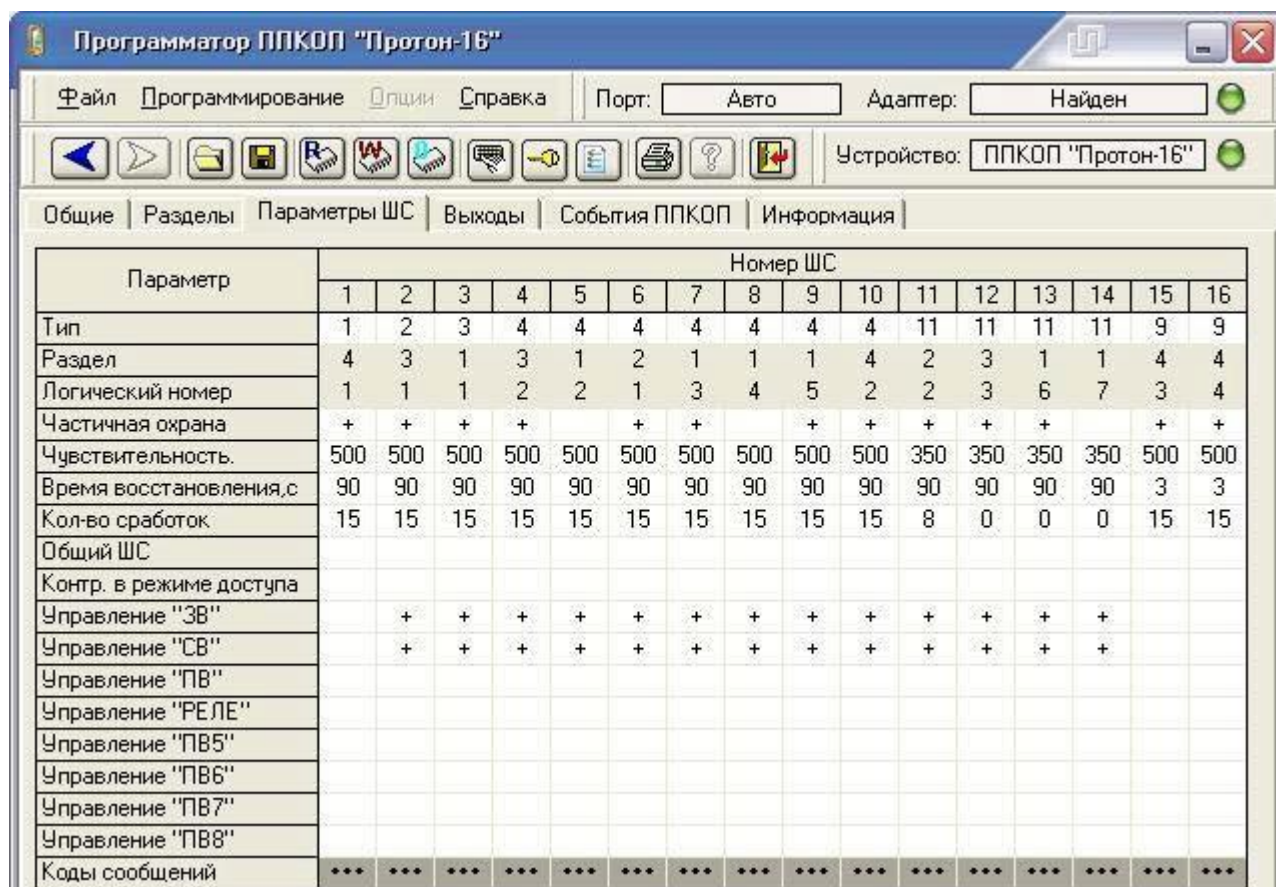 Программатор ППКОП "Протон-16"
Файл Программирование Опции Справка Порт: Авто Адаптер: Найден
R W Устройство: ППКОП "Протон-16"
Общие Разделы Параметры ШС Выходы События ППКОП Информация
Параметр Номер ШС
1 2 3 4 5 6 7 8 9 10 11 12 13 14 15 16
Тип 1 2 3 4 4 4 4 4 4 4 11 11 11 11 9 9
Раздел 4 3 1 3 1 2 1 1 1 4 2 3 1 1 4 4
Логический номер 1 1 1 2 2 1 3 4 5 2 2 3 6 7 3 4
Частичная охрана + + + + + + + + + + + + +
Чувствительность. 500 500 500 500 500 500 500 500 500 500 350 350 350 350 500 500
Время восстановления,с 90 90 90 90 90 90 90 90 90 90 90 90 90 90 3 3
Кол-во сработок 15 15 15 15 15 15 15 15 15 15 8 0 0 0 15 15
Общий ШС
Контр. в режиме доступа
Управление "ЗВ" + + + + + + + + + + + + +
Управление "СВ" + + + + + + + + + + + + +
Управление "ПВ"
Управление "РЕЛЕ"
Управление "ПВ5"
Управление "ПВ6"
Управление "ПВ7"
Управление "ПВ8"
Коды сообщений ••• ••• ••• ••• ••• ••• ••• ••• ••• ••• ••• ••• ••• ••• ••• •••